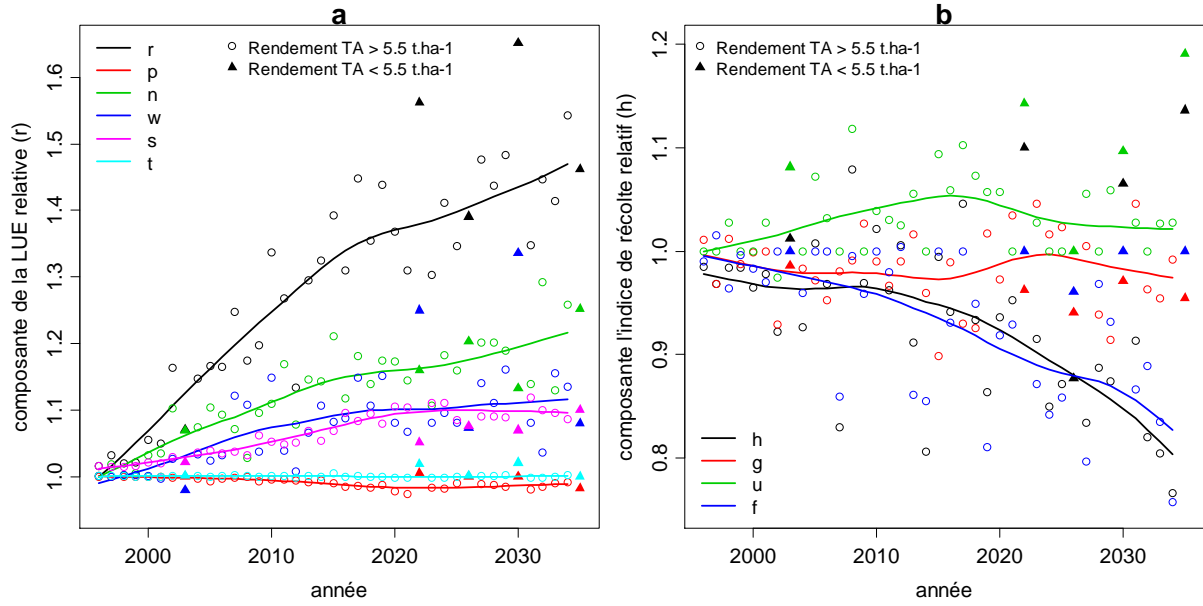 a
composante de la LUE relative (r)
1.6
1.5
1.4
1.3
1.2
1.1
1.0
r
p
n
w
s
t
Rendement TA > 5.5 t.ha-1
Rendement TA < 5.5 t.ha-1
2000
2010
2020
2030
année
b
composante l'indice de récolte relatif (h)
1.2
1.1
1.0
0.9
0.8
Rendement TA > 5.5 t.ha-1
Rendement TA < 5.5 t.ha-1
h
g
u
f
2000
2010
2020
2030
année